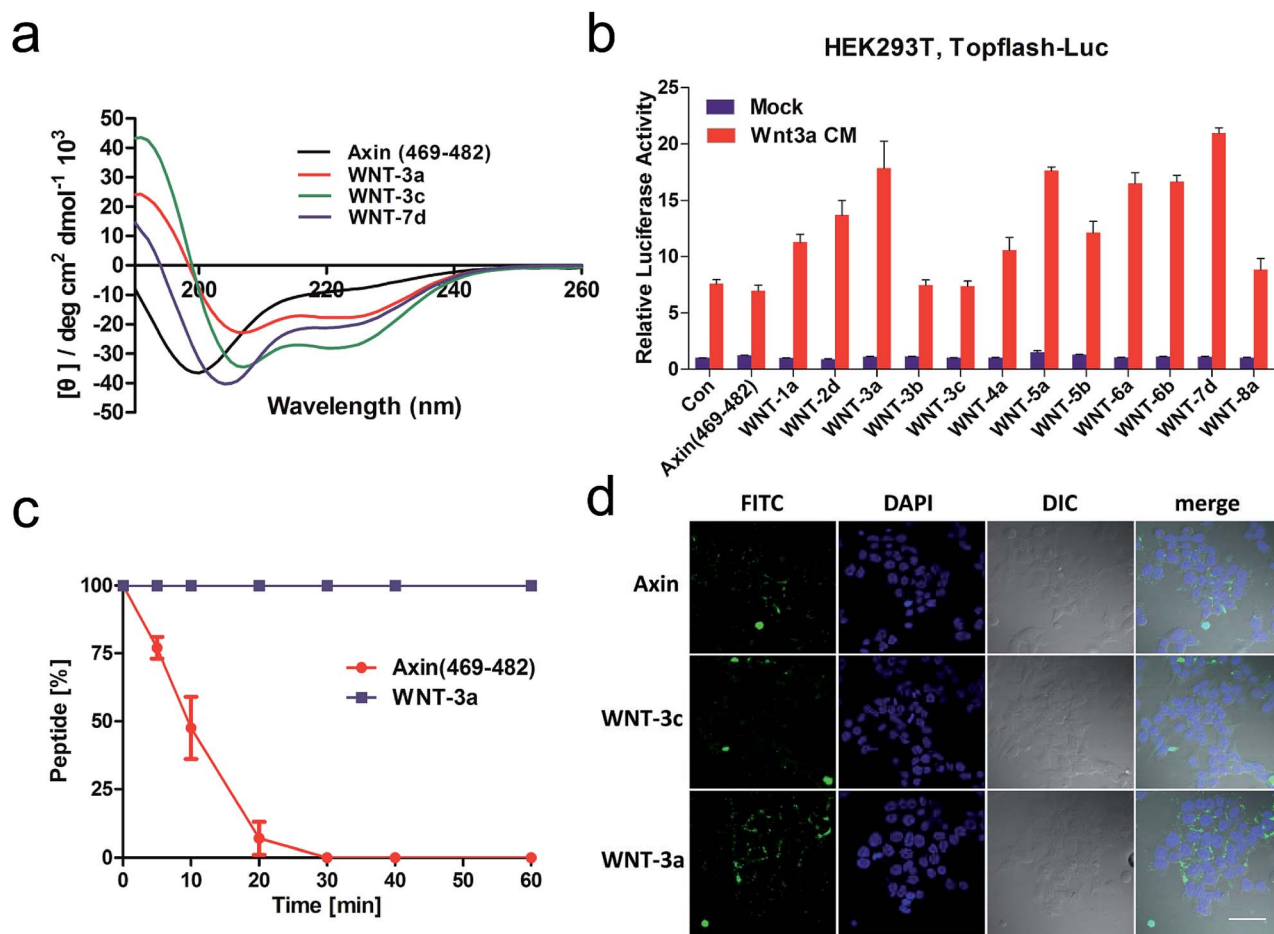 a
50
40
30
20
10
0
-10
-20
-30
-40
-50
[θ] / deg cm² dmol⁻¹ 10³
200
220
240
260
Wavelength (nm)
Axin (469-482)
WNT-3a
WNT-3c
WNT-7d
b
HEK293T, Topflash-Luc
Mock
Wnt3a CM
Relative Luciferase Activity
25
20
15
10
5
0
Con
Axin(469-482)
WNT-1a
WNT-2d
WNT-3a
WNT-3b
WNT-3c
WNT-4a
WNT-5a
WNT-5b
WNT-6a
WNT-6b
WNT-7d
WNT-8a
c
Peptide [%]
100
75
50
25
0
0
10
20
30
40
50
60
Time [min]
Axin(469-482)
WNT-3a
d
FITC DAPI DIC merge
Axin
WNT-3c
WNT-3a